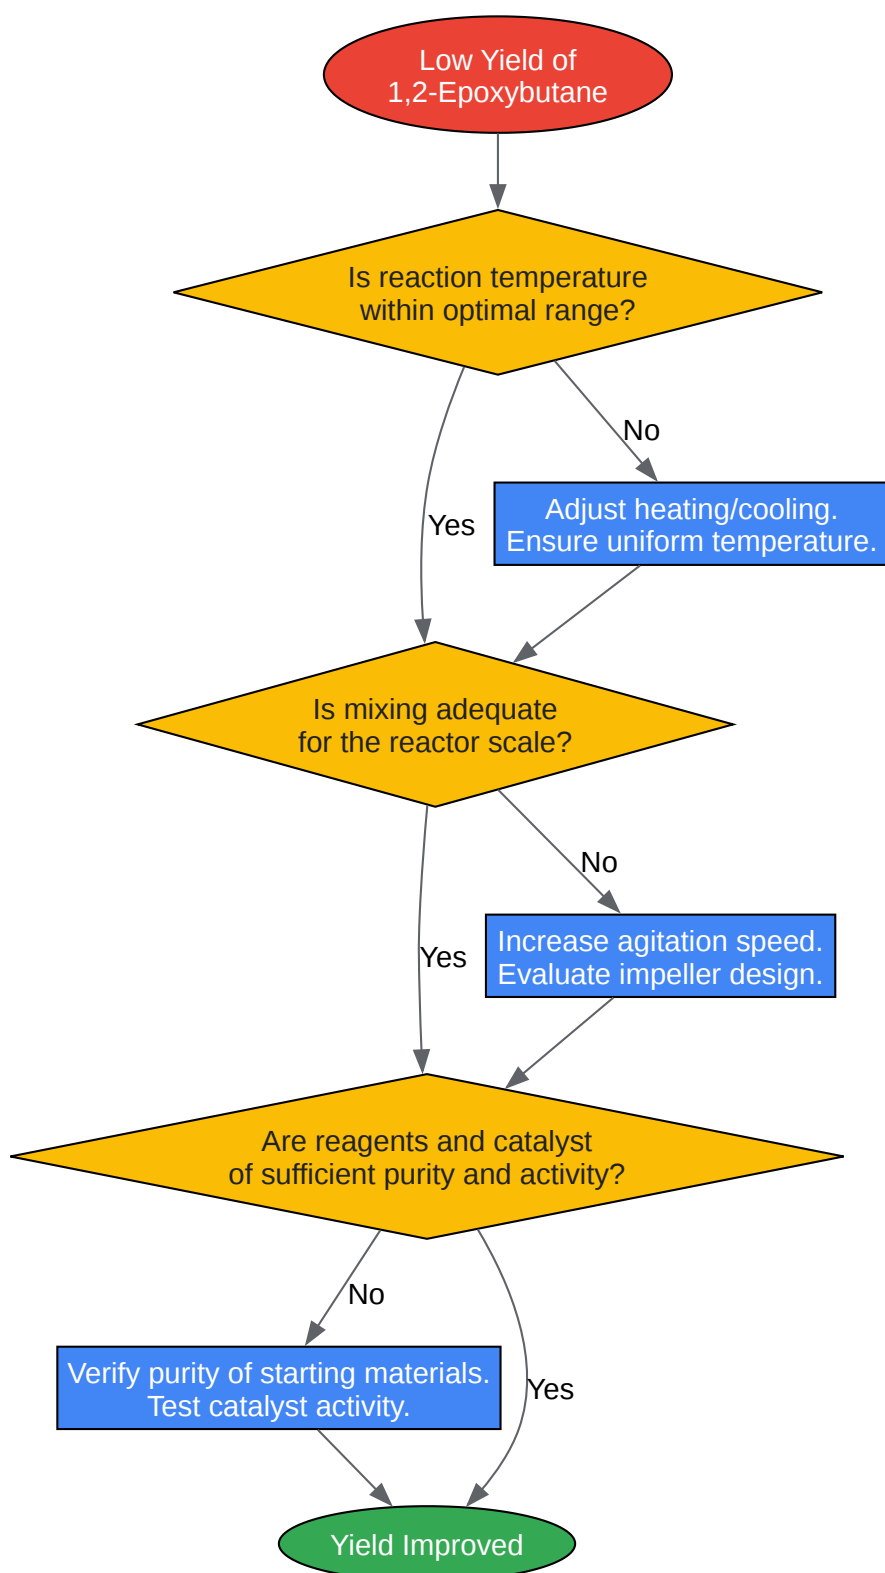 Low Yield of
1,2-Epoxybutane
Is reaction temperature
within optimal range?
No
Adjust heating/cooling.
Ensure uniform temperature.
Yes
Is mixing adequate
for the reactor scale?
No
Increase agitation speed.
Evaluate impeller design.
Yes
Are reagents and catalyst
of sufficient purity and activity?
No
Verify purity of starting materials.
Test catalyst activity.
Yes
Yield Improved